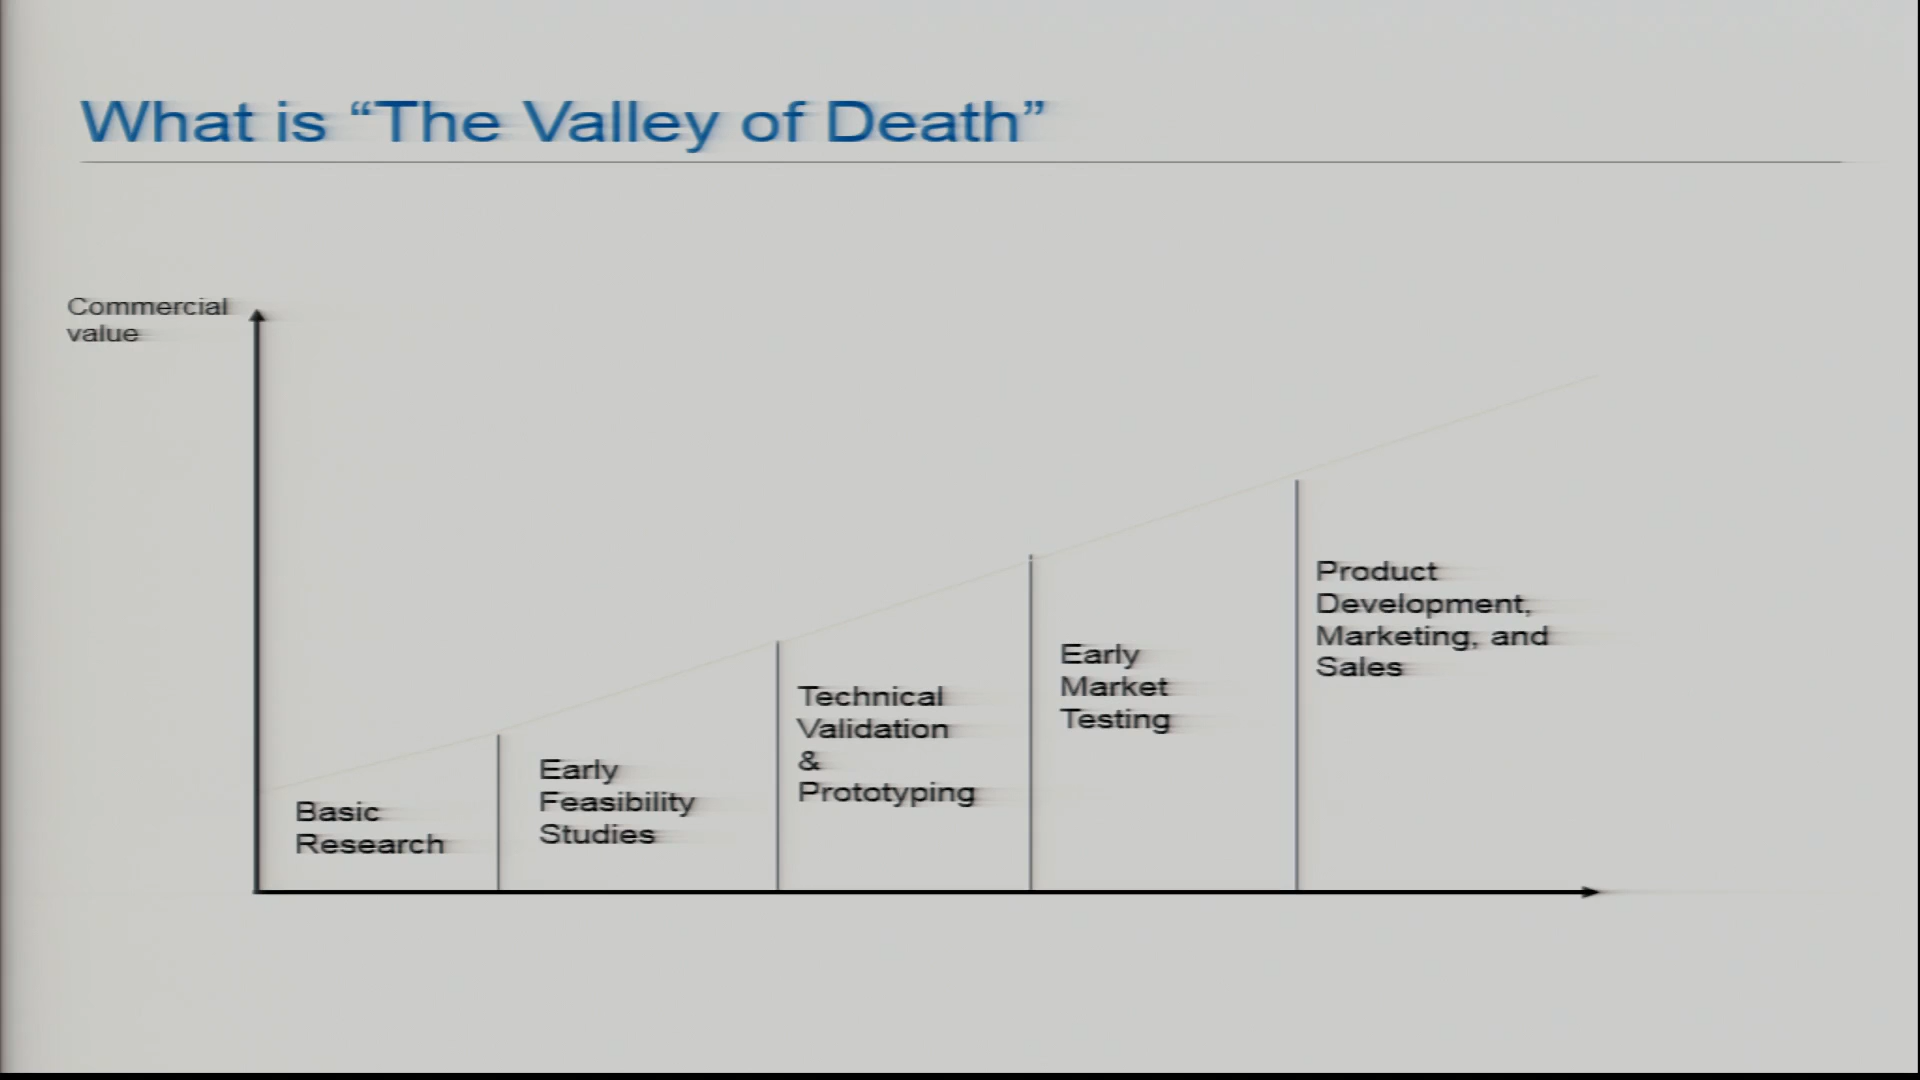 What is “The Valley of Death”
Commercial
value
Basic
Research
Early
Feasibility
Studies
Technical
Validation
&
Prototyping
Early
Market
Testing
Product
Development,
Marketing, and
Sales